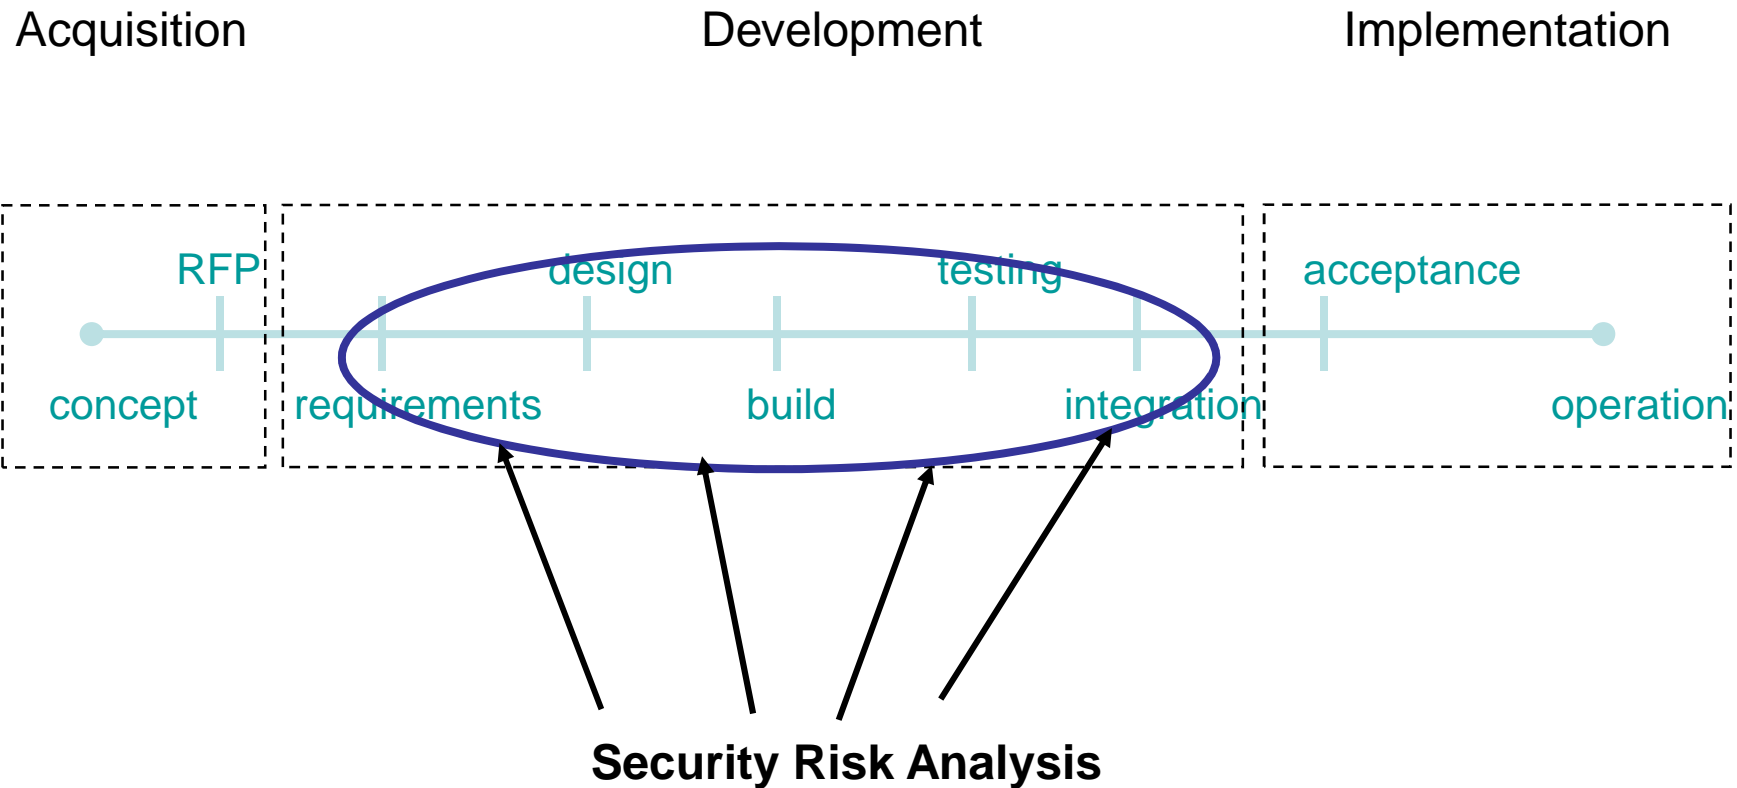 Acquisition
Development
Implementation
RFP
design
testing
acceptance
concept
requirements
build
integration
operation
Security Risk Analysis